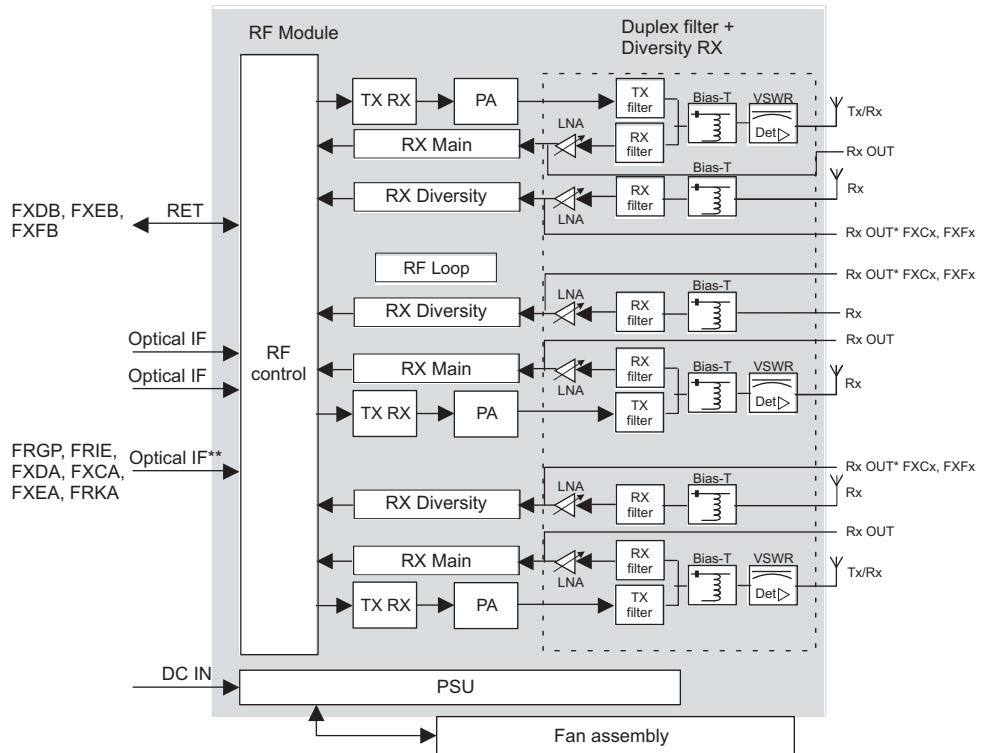 RF Module
Duplex filter +
Diversity RX
TX RX
PA
TX
filter
Bias-T
VSWR
Det
Tx/Rx
LNA
RX Main
RX
filter
Rx OUT
Bias-T
RX Diversity
LNA
RX
filter
Rx
FXDB, FXEB,
FXFB
RET
Rx OUT* FXCx, FXFx
RF Loop
Rx OUT* FXCx, FXFx
Bias-T
LNA
RX Diversity
RX
filter
Rx
Optical IF
RF
control
Rx OUT
RX Main
LNA
RX
filter
Bias-T
VSWR
Det
Rx
Optical IF
TX RX
PA
TX
filter
FRGP, FRIE,
FXDA, FXCA,
FXEA, FRKA
Optical IF**
Rx OUT* FXCx, FXFx
Bias-T
LNA
RX Diversity
RX
filter
Rx
Rx OUT
RX Main
LNA
RX
filter
Bias-T
VSWR
Det
Tx/Rx
TX RX
PA
TX
filter
DC IN
PSU
Fan assembly